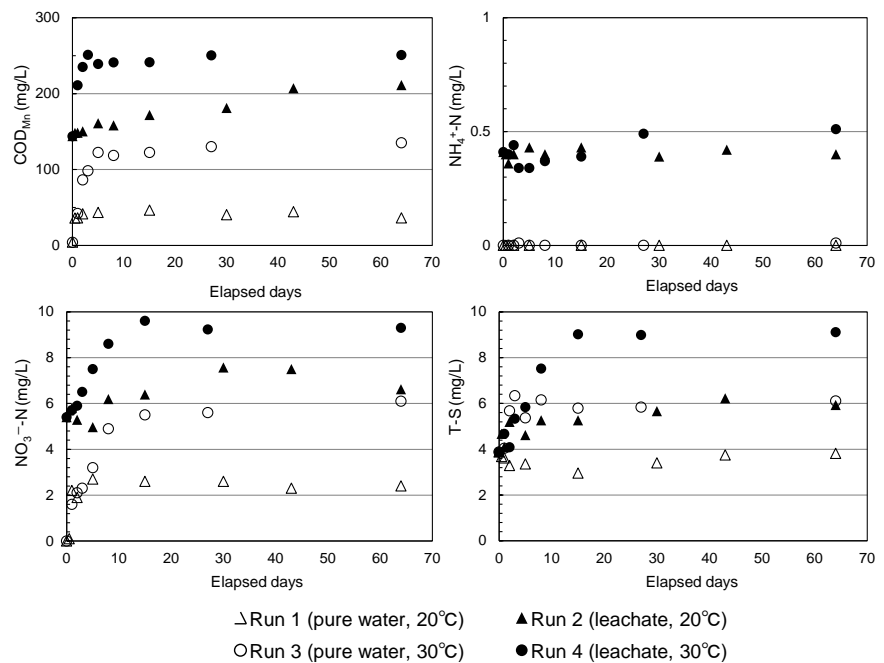 300
200
100
0
COD_Mn (mg/L)
0 10 20 30 40 50 60 70
Elapsed days
1
0.5
0
NH₄⁺-N (mg/L)
0 10 20 30 40 50 60 70
Elapsed days
10
8
6
4
2
0
NO₃⁻-N (mg/L)
0 10 20 30 40 50 60 70
Elapsed days
10
8
6
4
2
0
T-S (mg/L)
0 10 20 30 40 50 60 70
Elapsed days
△Run 1 (pure water, 20℃) ▲Run 2 (leachate, 20℃)
○Run 3 (pure water, 30℃) ●Run 4 (leachate, 30℃)